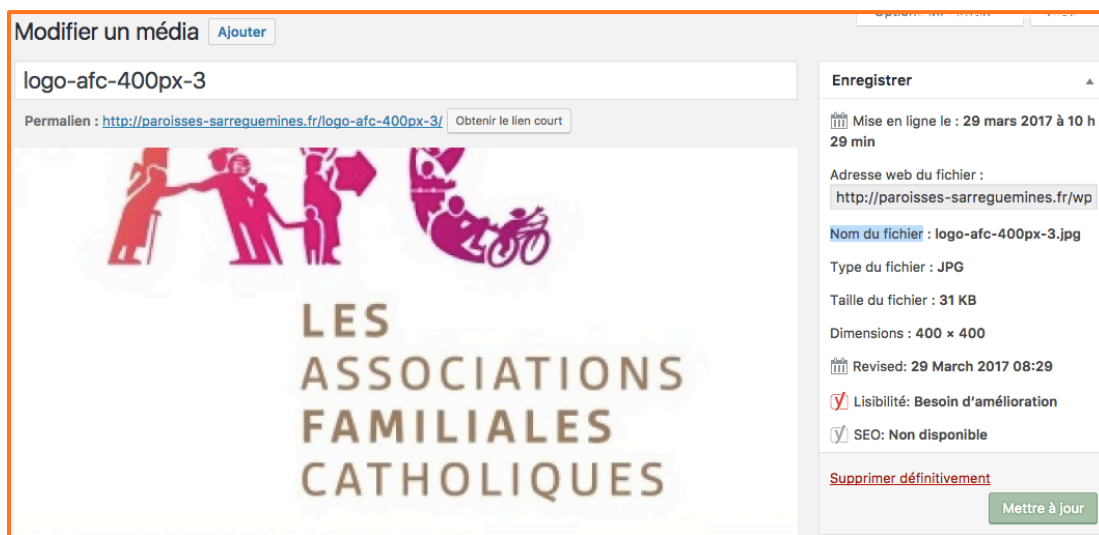 Modifier un média Ajouter
logo-afc-400px-3
Permalien : http://paroisses-sarreguemines.fr/logo-afc-400px-3/ Obtenir le lien court
AFC
LES
ASSOCIATIONS
FAMILIALES
CATHOLIQUES
Enregistrer
Mise en ligne le : 29 mars 2017 à 10 h
29 min
Adresse web du fichier :
http://paroisses-sarreguemines.fr/wp
Nom du fichier : logo-afc-400px-3.jpg
Type du fichier : JPG
Taille du fichier : 31 KB
Dimensions : 400 × 400
Revised: 29 March 2017 08:29
Lisibilité: Besoin d'amélioration
SEO: Non disponible
Supprimer définitivement
Mettre à jour